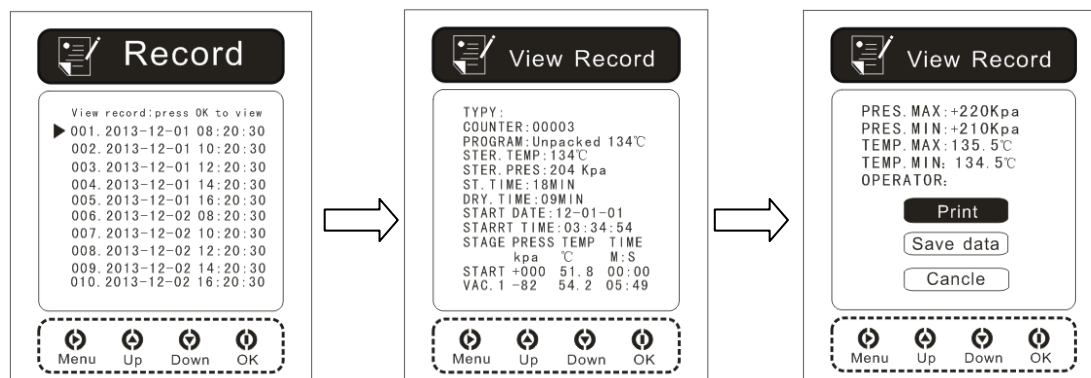 Record
View record:press OK to view
001.2013-12-01 08:20:30
002.2013-12-01 10:20:30
003.2013-12-01 12:20:30
004.2013-12-01 14:20:30
005.2013-12-01 16:20:30
006.2013-12-02 08:20:30
007.2013-12-02 10:20:30
008.2013-12-02 12:20:30
009.2013-12-02 14:20:30
010.2013-12-02 16:20:30
Menu Up Down OK
View Record
TYPY:
COUNTER:00003
PROGRAM:Unpacked 134℃
STER.TEMP:134℃
STER.PRES:204 Kpa
ST.TIME:18MIN
DRY.TIME:09MIN
START DATE:12-01-01
STARRT TIME:03:34:54
STAGE PRESS TEMP TIME
kpa ℃ M:S
START +000 51.8 00:00
VAC.1 -82 54.2 05:49
Menu Up Down OK
View Record
PRES.MAX:+220Kpa
PRES.MIN:+210Kpa
TEMP.MAX:135.5℃
TEMP.MIN: 134.5℃
OPERATOR:
Print
Save data
Cancle
Menu Up Down OK